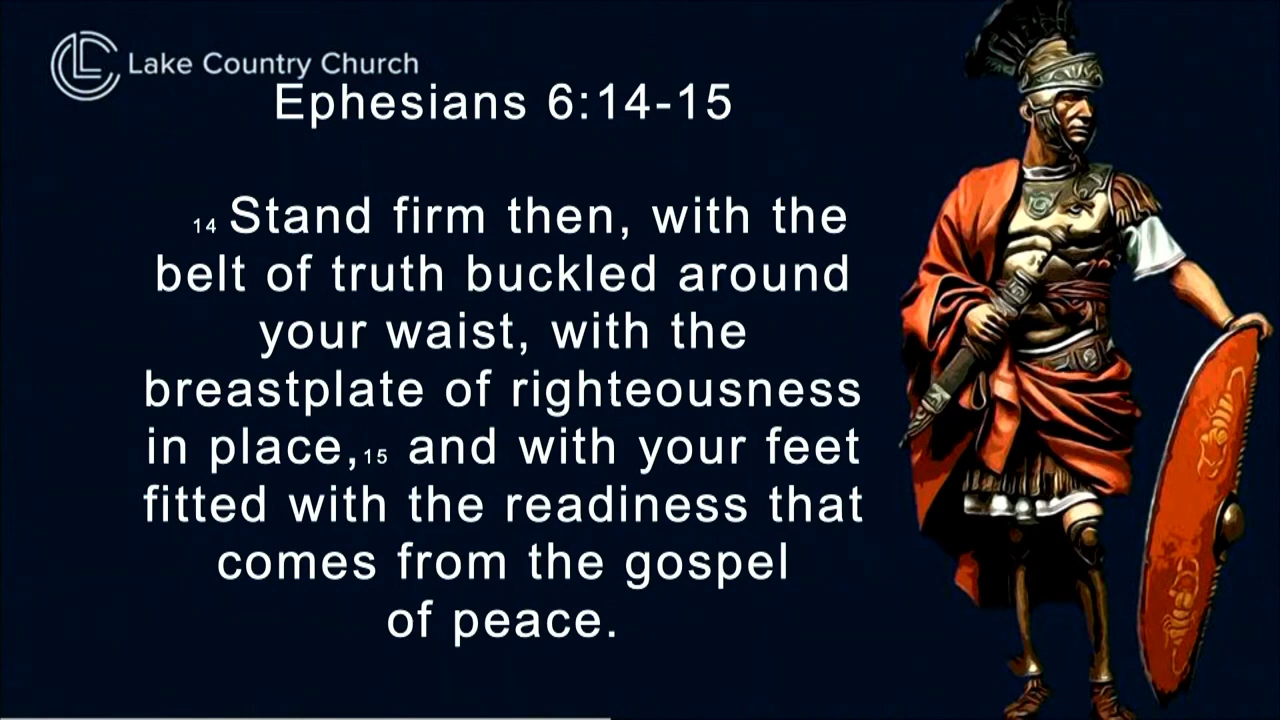 Lake Country Church
Ephesians 6:14-15
14 Stand firm then, with the
belt of truth buckled around
your waist, with the
breastplate of righteousness
in place,15 and with your feet
fitted with the readiness that
comes from the gospel
of peace.